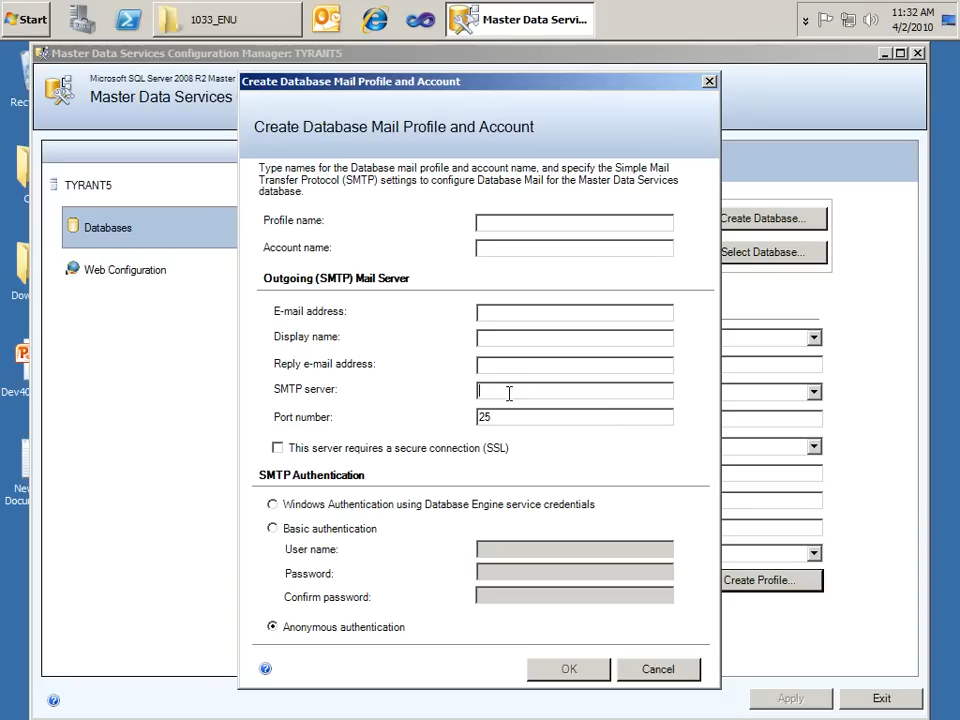 Start
1033_ENU
Master Data Servi...
11:32 AM
4/2/2010
Master Data Services Configuration Manager: TYRANT5
Microsoft SQL Server 2008 R2 Master
Master Data Services
Create Database Mail Profile and Account
Create Database Mail Profile and Account
Type names for the Database mail profile and account name, and specify the Simple Mail
Transfer Protocol (SMTP) settings to configure Database Mail for the Master Data Services
database.
TYRANT5
Databases
Web Configuration
Profile name:
Account name:
Outgoing (SMTP) Mail Server
E-mail address:
Display name:
Reply e-mail address:
SMTP server:
Port number:
25
This server requires a secure connection (SSL)
SMTP Authentication
Windows Authentication using Database Engine service credentials
Basic authentication
User name:
Password:
Confirm password:
Anonymous authentication
OK
Cancel
Create Database...
Select Database...
Create Profile...
Apply
Exit
Rec
Dow
Dev40
New
Docum